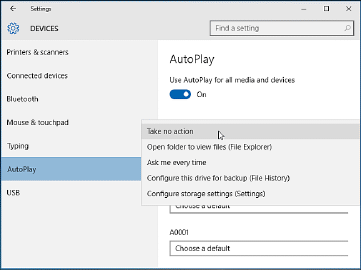 Settings
DEVICES
Find a setting
Printers & scanners
Connected devices
Bluetooth
Mouse & touchpad
Typing
AutoPlay
USB
AutoPlay
Use AutoPlay for all media and devices
On
Take no action
Open folder to view files (File Explorer)
Ask me every time
Configure this drive for backup (File History)
Configure storage settings (Settings)
Choose a default
A0001
Choose a default